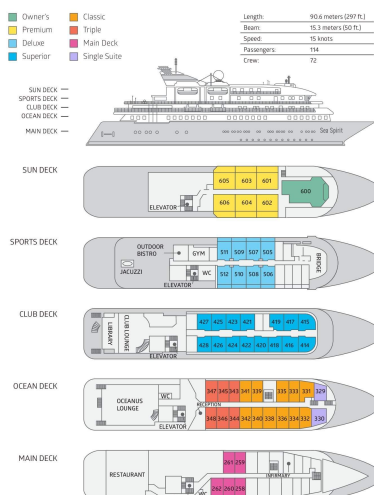 Owner's
Premium
Deluxe
Superior
Classic
Triple
Main Deck
Single Suite
Length: 90.6 meters (297 ft.)
Beam: 15.3 meters (50 ft.)
Speed: 15 knots
Passengers: 114
Crew: 72
SUN DECK
SPORTS DECK
CLUB DECK
OCEAN DECK
MAIN DECK
Sea Spirit
SUN DECK
605 603 601
600
606 604 602
ELEVATOR
SPORTS DECK
OUTDOOR
BISTRO
GYM
511 509 507 505
BRIDGE
JACUZZI
WC
512 510 508 506
ELEVATOR
CLUB DECK
LIBRARY
CLUB LOUNGE
427 425 423 421 419 417 415
428 426 424 422 420 418 416 414
ELEVATOR
OCEAN DECK
OCEANUS
LOUNGE
WC
347 345 343 341 339 335 333 331 329
RECEPTION
348 346 344 342 340 338 336 334 332 330
ELEVATOR
MAIN DECK
RESTAURANT
261 259
INFIRMARY
WC
262 260 258